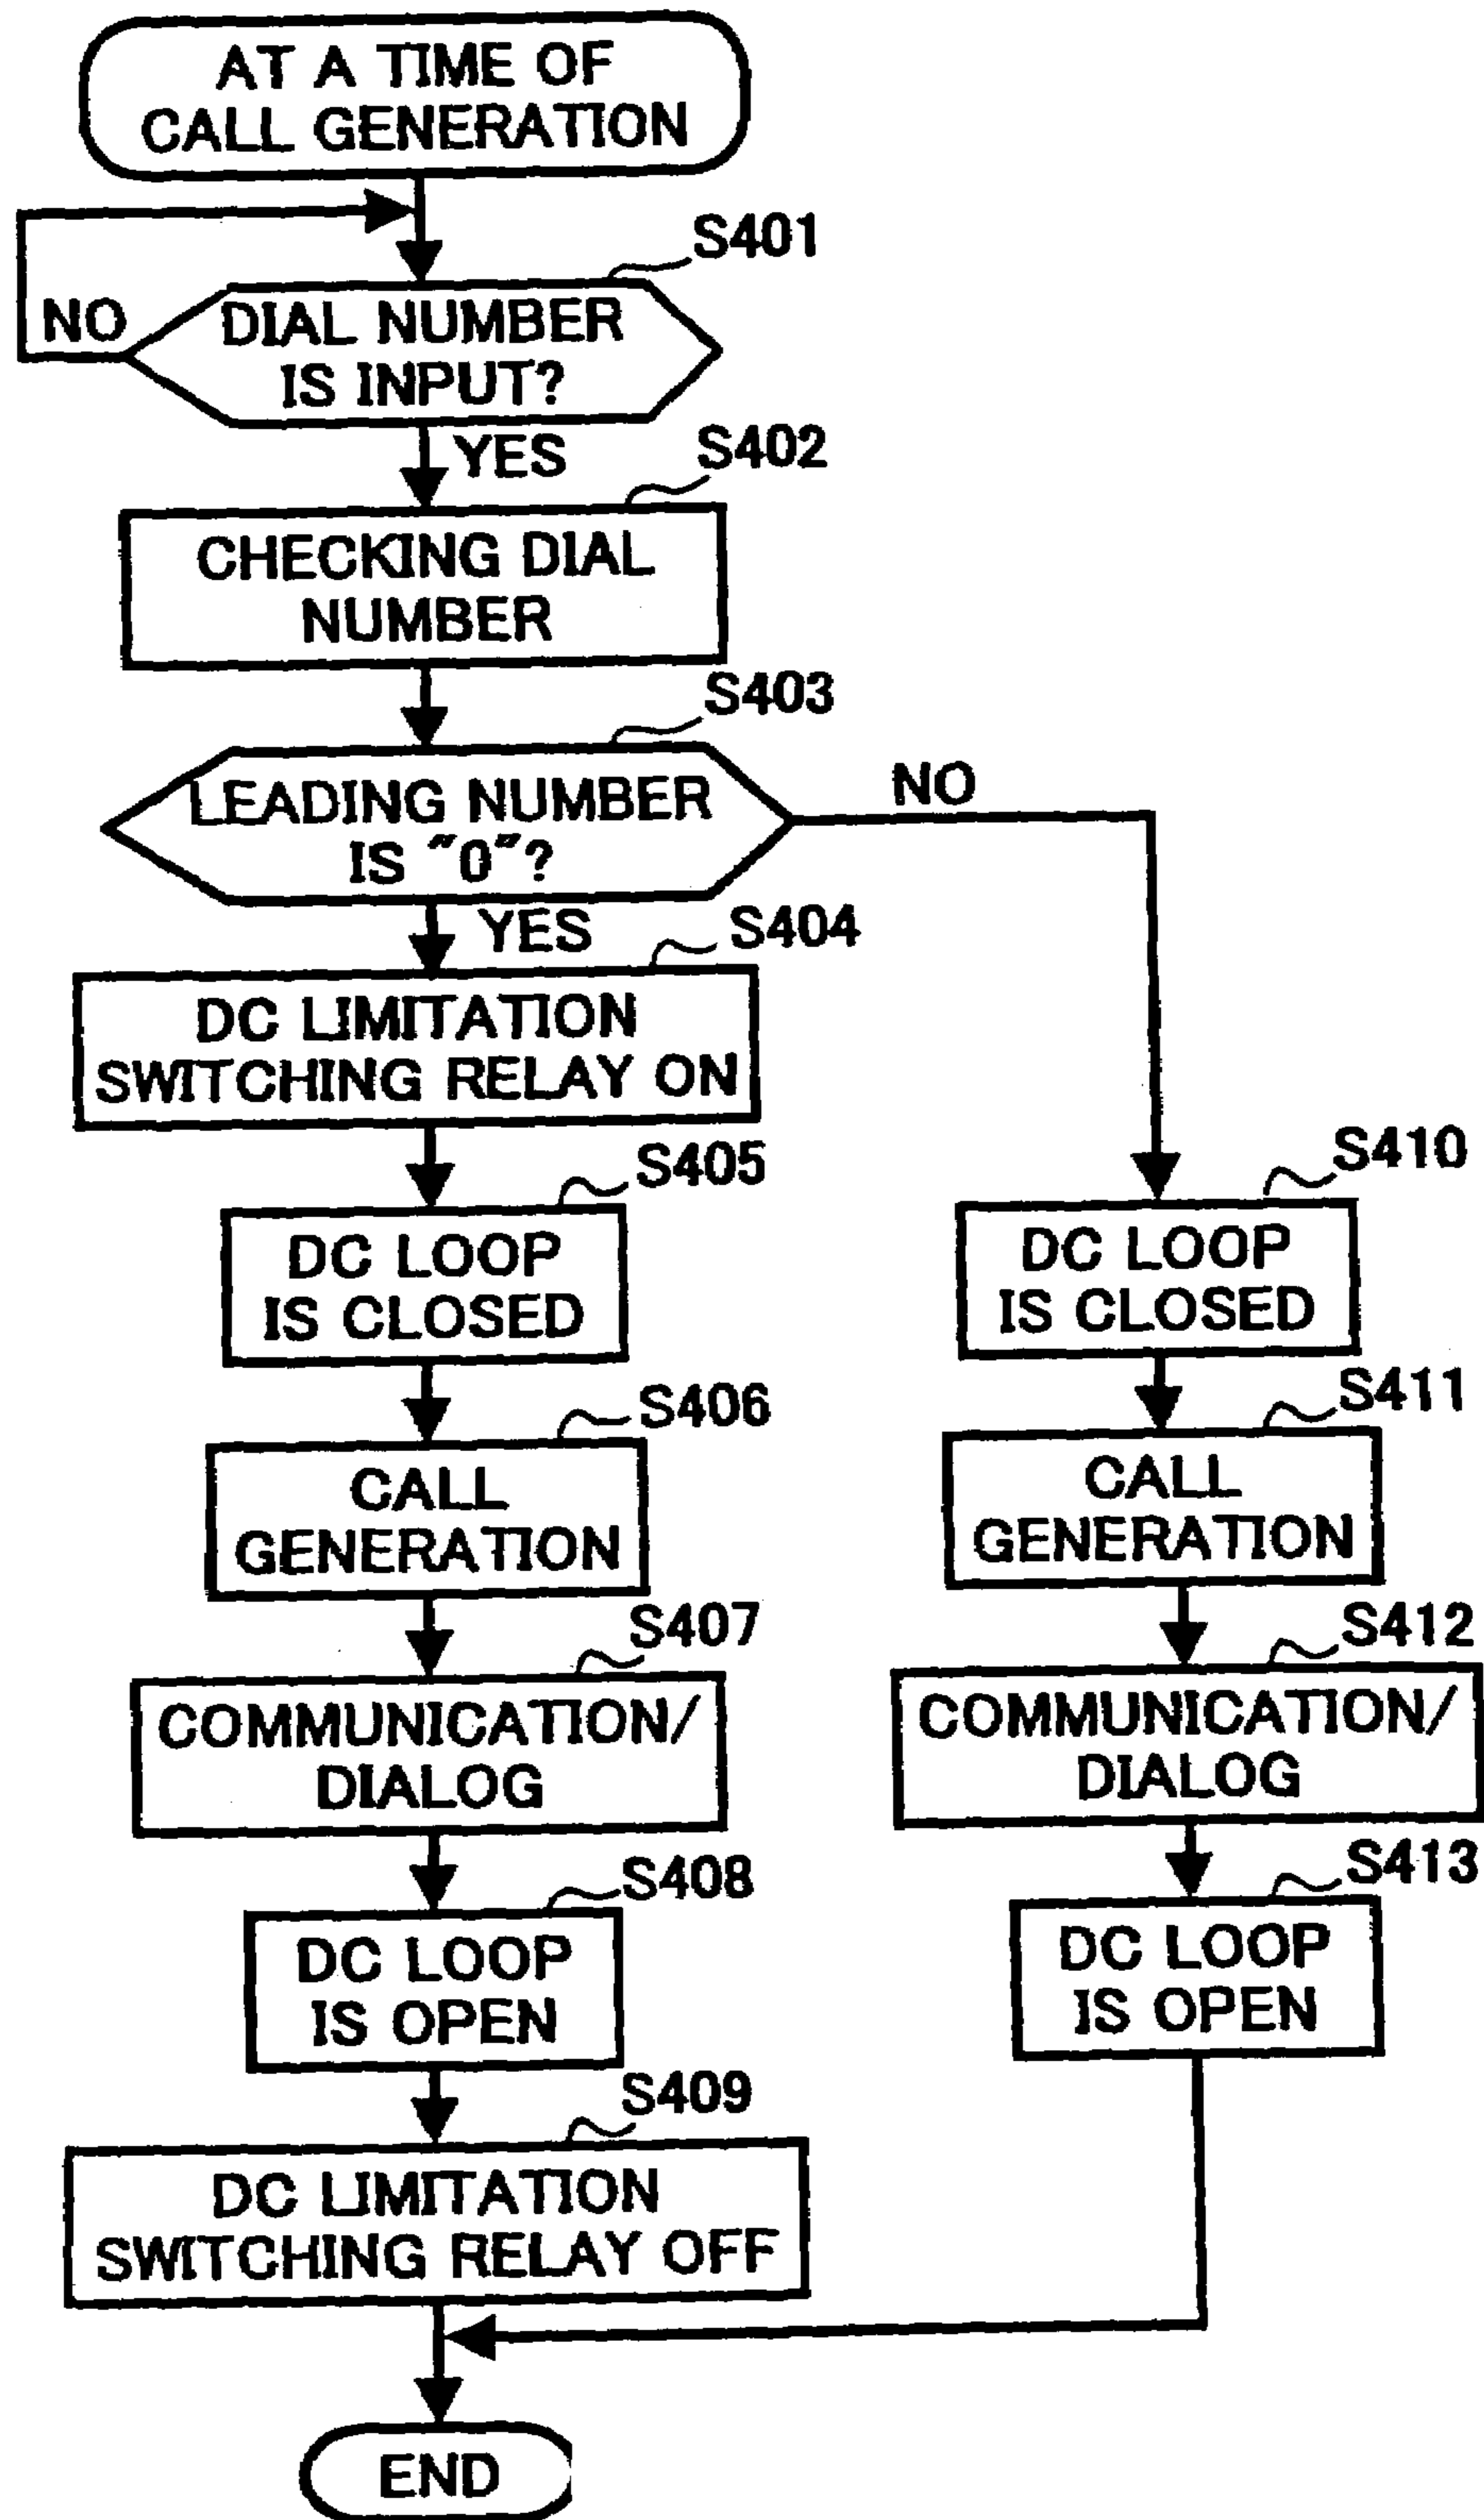 AT A TIME OF
CALL GENERATION
S401
NO
DIAL NUMBER
IS INPUT?
YES
S402
CHECKING DIAL
NUMBER
S403
LEADING NUMBER
IS "0"?
NO
YES
S404
DC LIMITATION
SWITCHING RELAY ON
S405
DC LOOP
IS CLOSED
S406
CALL
GENERATION
S407
COMMUNICATION/
DIALOG
S408
DC LOOP
IS OPEN
S409
DC LIMITATION
SWITCHING RELAY OFF
S410
DC LOOP
IS CLOSED
S411
CALL
GENERATION
S412
COMMUNICATION/
DIALOG
S413
DC LOOP
IS OPEN
END